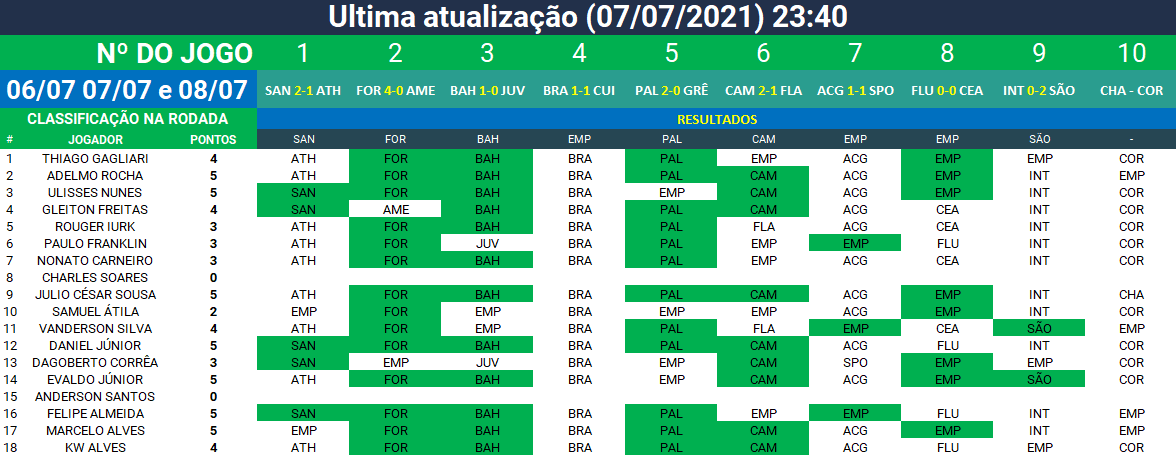 Ultima atualização (07/07/2021) 23:40
Nº DO JOGO 1 2 3 4 5 6 7 8 9 10
06/07 07/07 e 08/07 SAN 2-1 ATH FOR 4-0 AME BAH 1-0 JUV BRA 1-1 CUI PAL 2-0 GRÊ CAM 2-1 FLA ACG 1-1 SPO FLU 0-0 CEA INT 0-2 SÃO CHA - COR
CLASSIFICAÇÃO NA RODADA RESULTADOS
# JOGADOR PONTOS SAN FOR BAH EMP PAL CAM EMP EMP SÃO -
1 THIAGO GAGLIARI 4 ATH FOR BAH BRA PAL EMP ACG EMP EMP COR
2 ADELMO ROCHA 5 ATH FOR BAH BRA PAL CAM ACG EMP INT EMP
3 ULISSES NUNES 5 SAN FOR BAH BRA EMP CAM ACG EMP INT COR
4 GLEITON FREITAS 4 SAN AME BAH BRA PAL CAM ACG CEA INT COR
5 ROUGER IURK 3 ATH FOR BAH BRA PAL FLA ACG CEA INT COR
6 PAULO FRANKLIN 3 ATH FOR JUV BRA PAL EMP EMP FLU INT COR
7 NONATO CARNEIRO 3 ATH FOR BAH BRA PAL EMP ACG CEA INT COR
8 CHARLES SOARES 0
9 JULIO CÉSAR SOUSA 5 ATH FOR BAH BRA PAL CAM ACG EMP INT CHA
10 SAMUEL ÁTILA 2 EMP FOR EMP BRA PAL EMP EMP ACG EMP INT COR
11 VANDERSON SILVA 4 ATH FOR EMP BRA PAL FLA EMP CEA SÃO EMP
12 DANIEL JÚNIOR 5 SAN FOR BAH BRA PAL CAM ACG FLU INT COR
13 DAGOBERTO CORRÊA 3 SAN EMP JUV BRA EMP CAM SPO EMP EMP COR
14 EVALDO JÚNIOR 5 ATH FOR BAH BRA EMP CAM ACG EMP SÃO COR
15 ANDERSON SANTOS 0
16 FELIPE ALMEIDA 5 SAN FOR BAH BRA PAL EMP EMP FLU INT EMP
17 MARCELO ALVES 5 EMP FOR BAH BRA PAL CAM ACG EMP INT EMP
18 KW ALVES 4 ATH FOR BAH BRA PAL CAM ACG FLU EMP COR